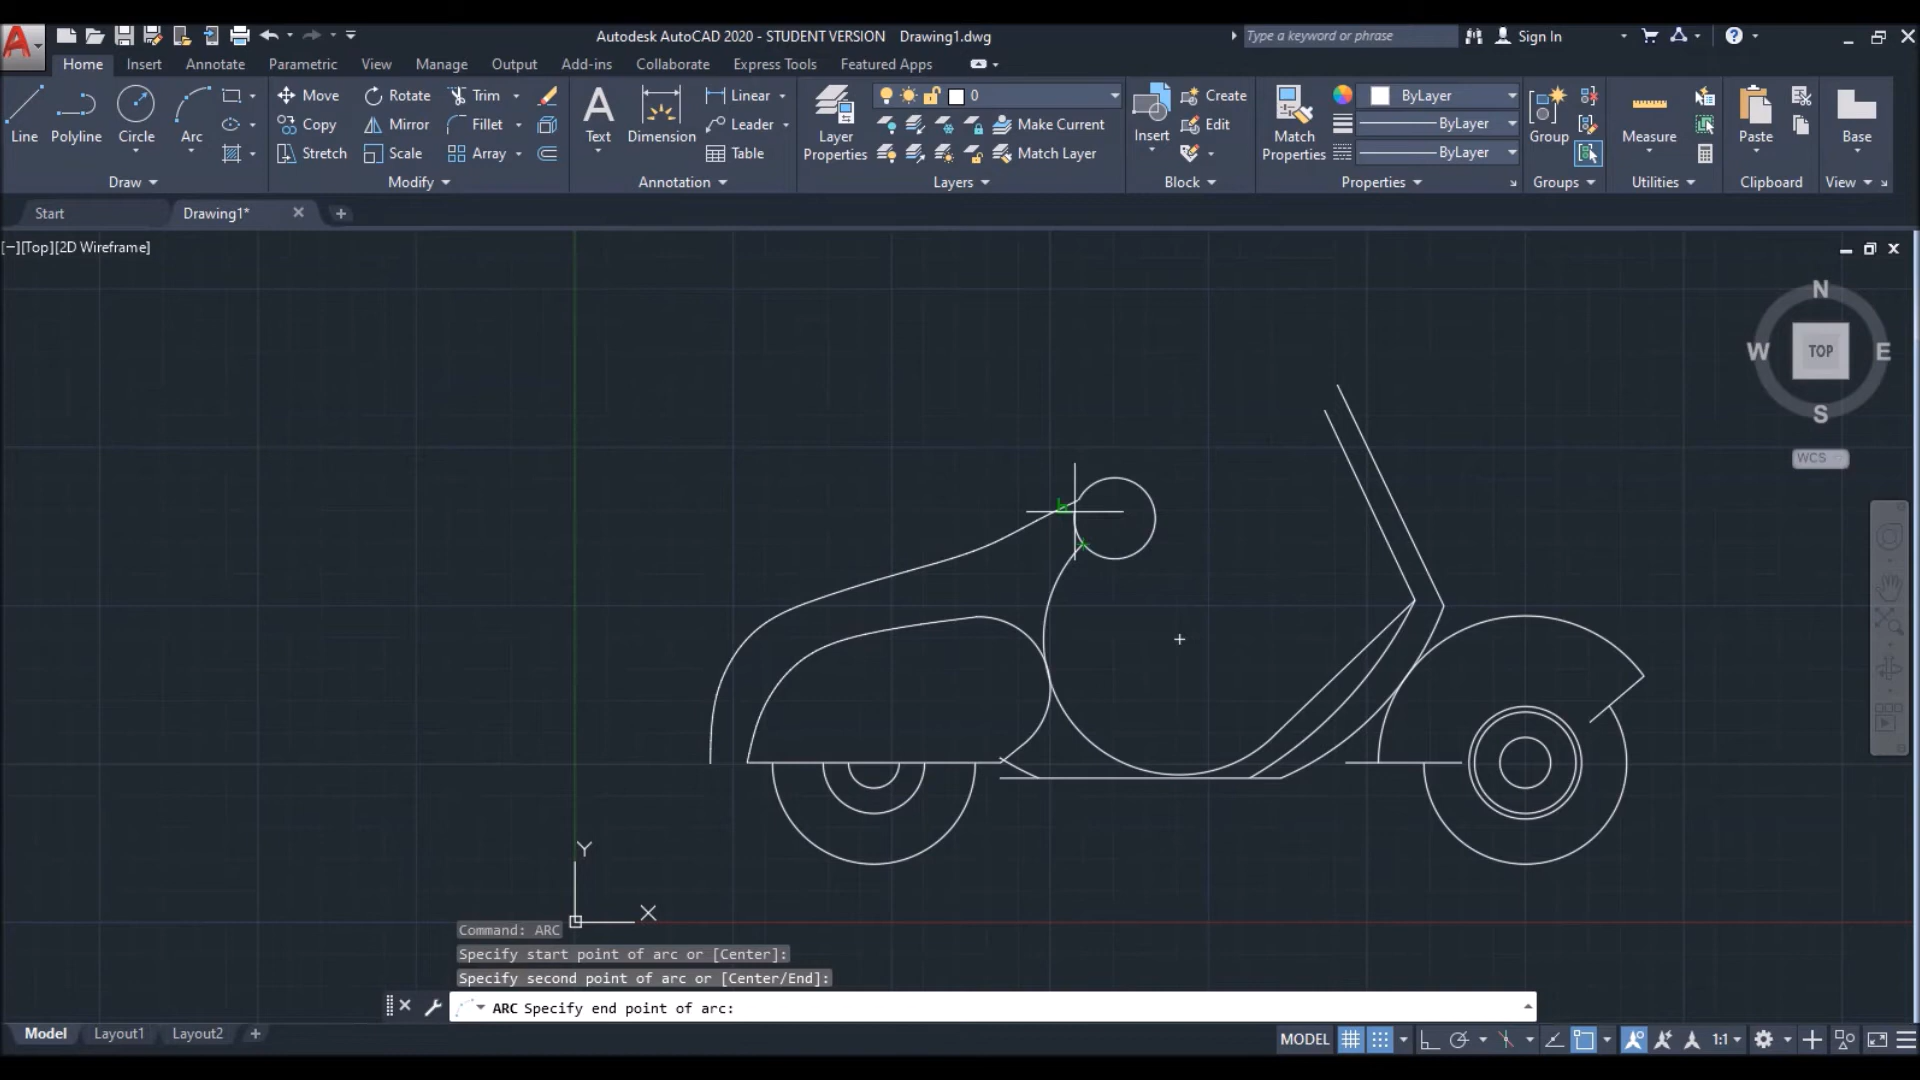 Autodesk AutoCAD 2020 - STUDENT VERSION Drawing1.dwg
Type a keyword or phrase
Sign In
Home Insert Annotate Parametric View Manage Output Add-ins Collaborate Express Tools Featured Apps
Line Polyline Circle Arc
Move Rotate Trim
Copy Mirror Fillet
Stretch Scale Array
Text Dimension
Linear
Leader
Table
Layer Properties
0
Make Current
Match Layer
Insert
Create
Edit
Match Properties
ByLayer
ByLayer
ByLayer
Group
Measure
Paste
Base
Draw Modify Annotation Layers Block Properties Groups Utilities Clipboard View
Start Drawing1*
[−][Top][2D Wireframe]
N
W TOP E
S
WCS
Y
X
Command: ARC
Specify start point of arc or [Center]:
Specify second point of arc or [Center/End]:
ARC Specify end point of arc:
Model Layout1 Layout2
MODEL 1:1